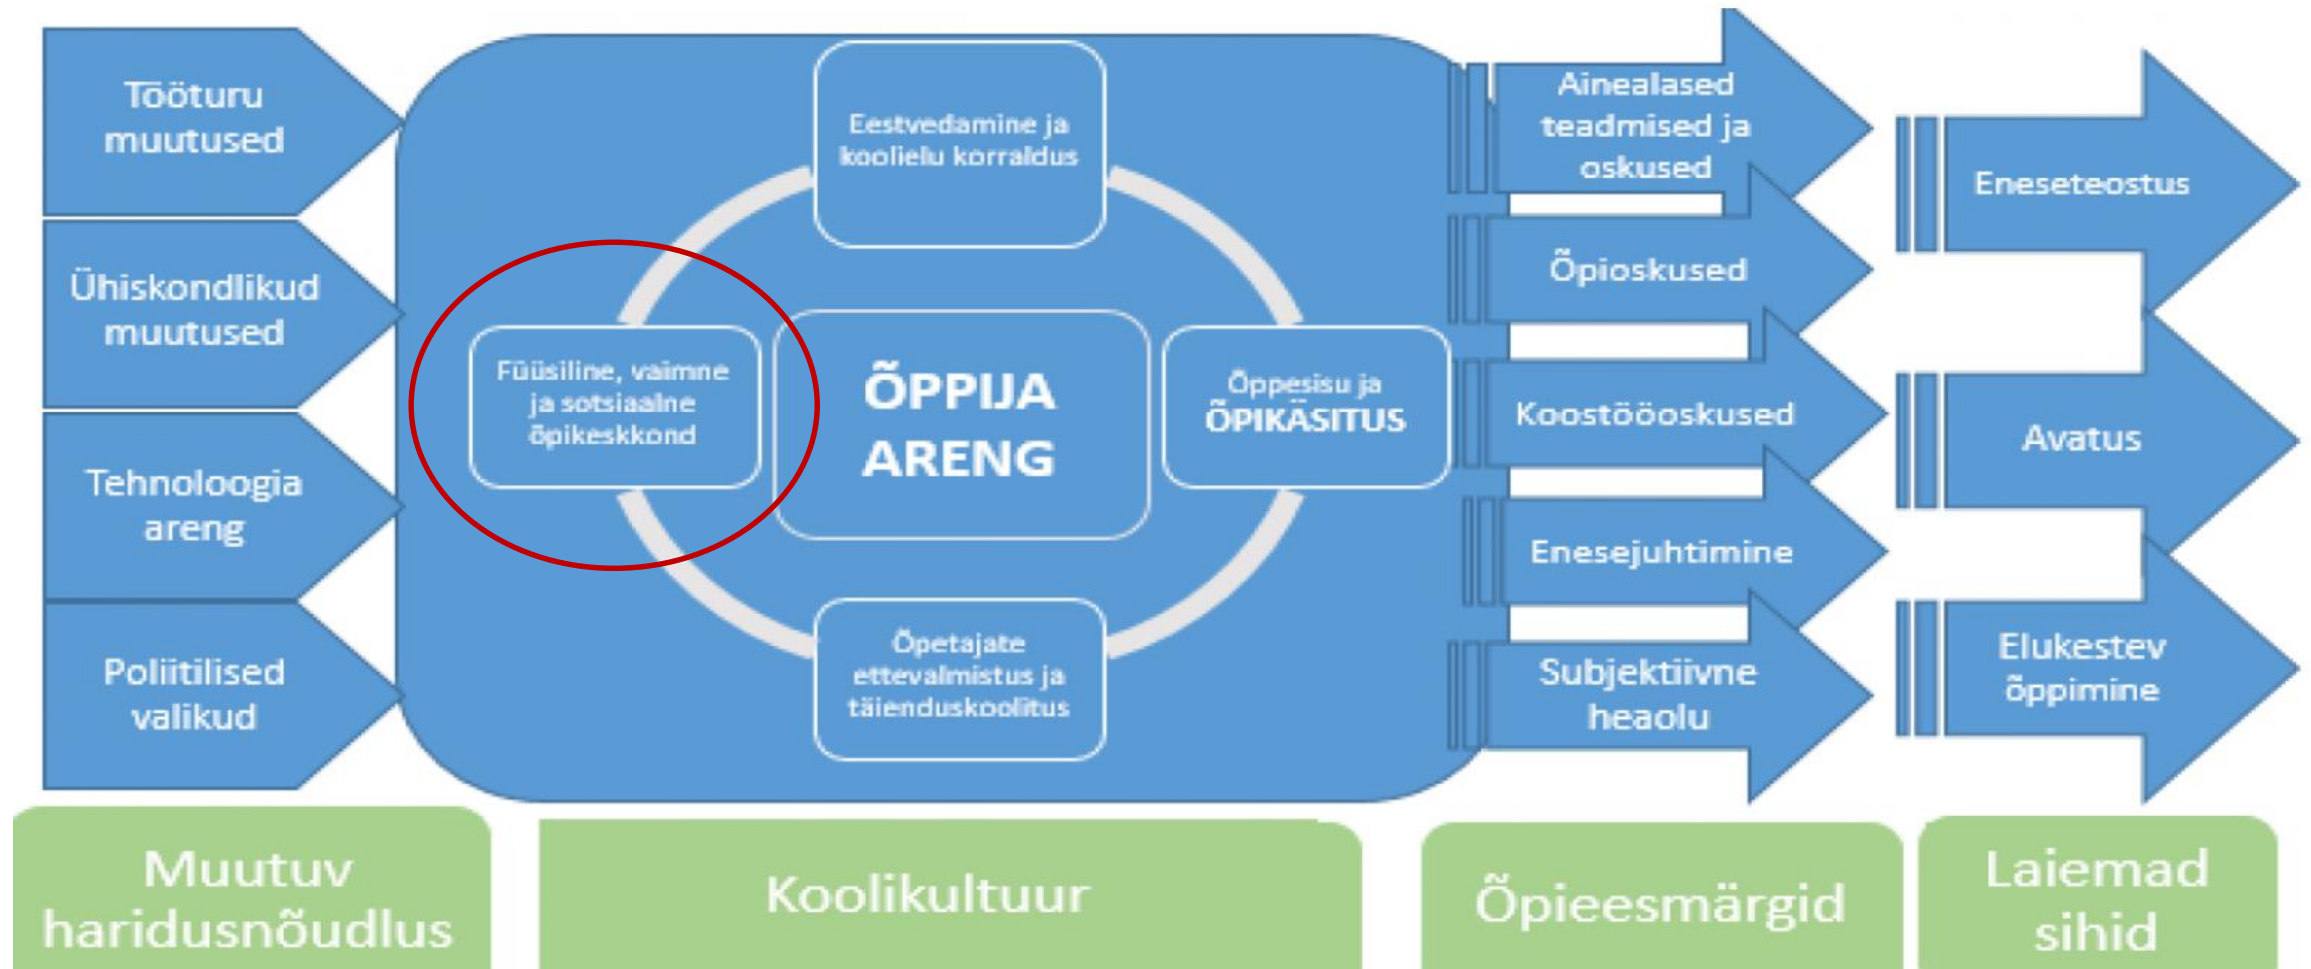 Tööturu
muutused
Ühiskondlikud
muutused
Tehnoloogia
areng
Poliitilised
valikud
Eestvedamine ja
koolielu korraldus
Füüsiline, vaimne
ja sotsiaalne
õpikeskkond
ÕPPIJA
ARENG
Õppesisu ja
ÕPIKÄSITUS
Õpetajate
ettevalmistus ja
täienduskoolitus
Ainealased
teadmised ja
oskused
Õpioskused
Koostööoskused
Enesejuhtimine
Subjektiivne
heaolu
Eneseteostus
Avatus
Elukestev
õppimine
Muutuv
haridusnõudlus
Koolikultuur
Õpieesmärgid
Laiemad
sihid